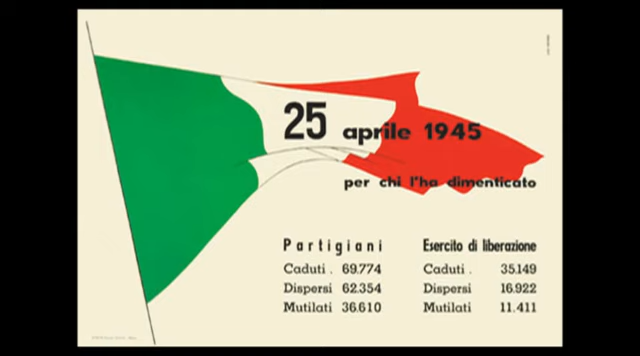 25 aprile 1945
per chi l'ha dimenticato
Partigiani
Caduti . 69.774
Dispersi 62.354
Mutilati 36.610
Esercito di liberazione
Caduti . 35.149
Dispersi 16.922
Mutilati 11.411